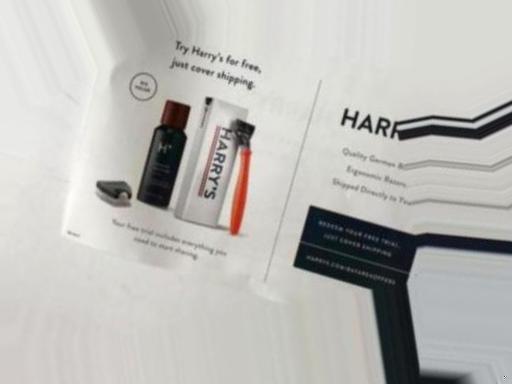 Try Harry's for free,
just cover shipping.
H'
HARRY'S
Your free trial includes everything you
need to start shaving.
HARR
Quality German
Ergonomic Razors
Shipped Directly to You
REDEEM YOUR FREE TRIAL,
JUST COVER SHIPPING